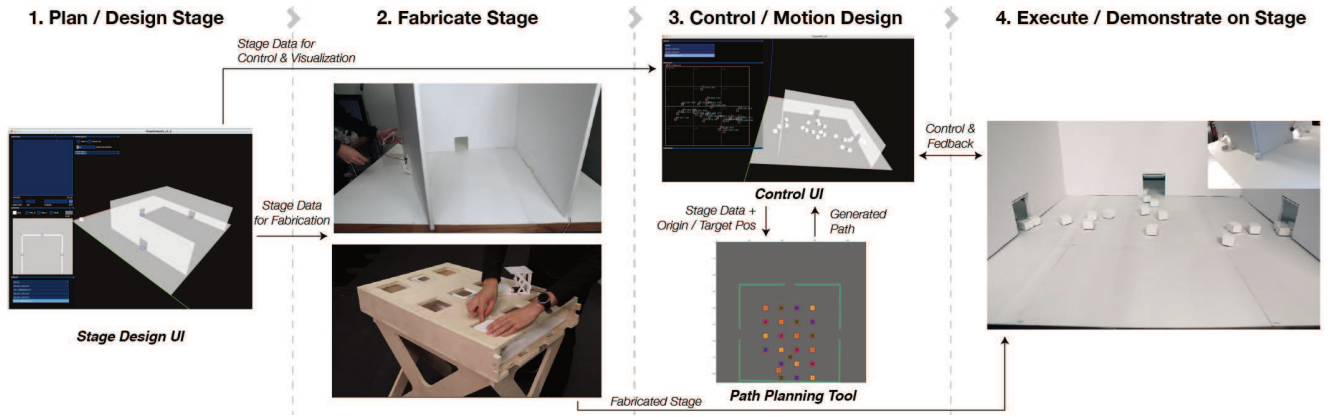 1. Plan / Design Stage
2. Fabricate Stage
3. Control / Motion Design
4. Execute / Demonstrate on Stage
Stage Data for
Control & Visualization
Stage Data
for Fabrication
Stage Design UI
Control UI
Stage Data +
Origin / Target Pos
Generated
Path
Path Planning Tool
Control &
Fedback
Fabricated Stage